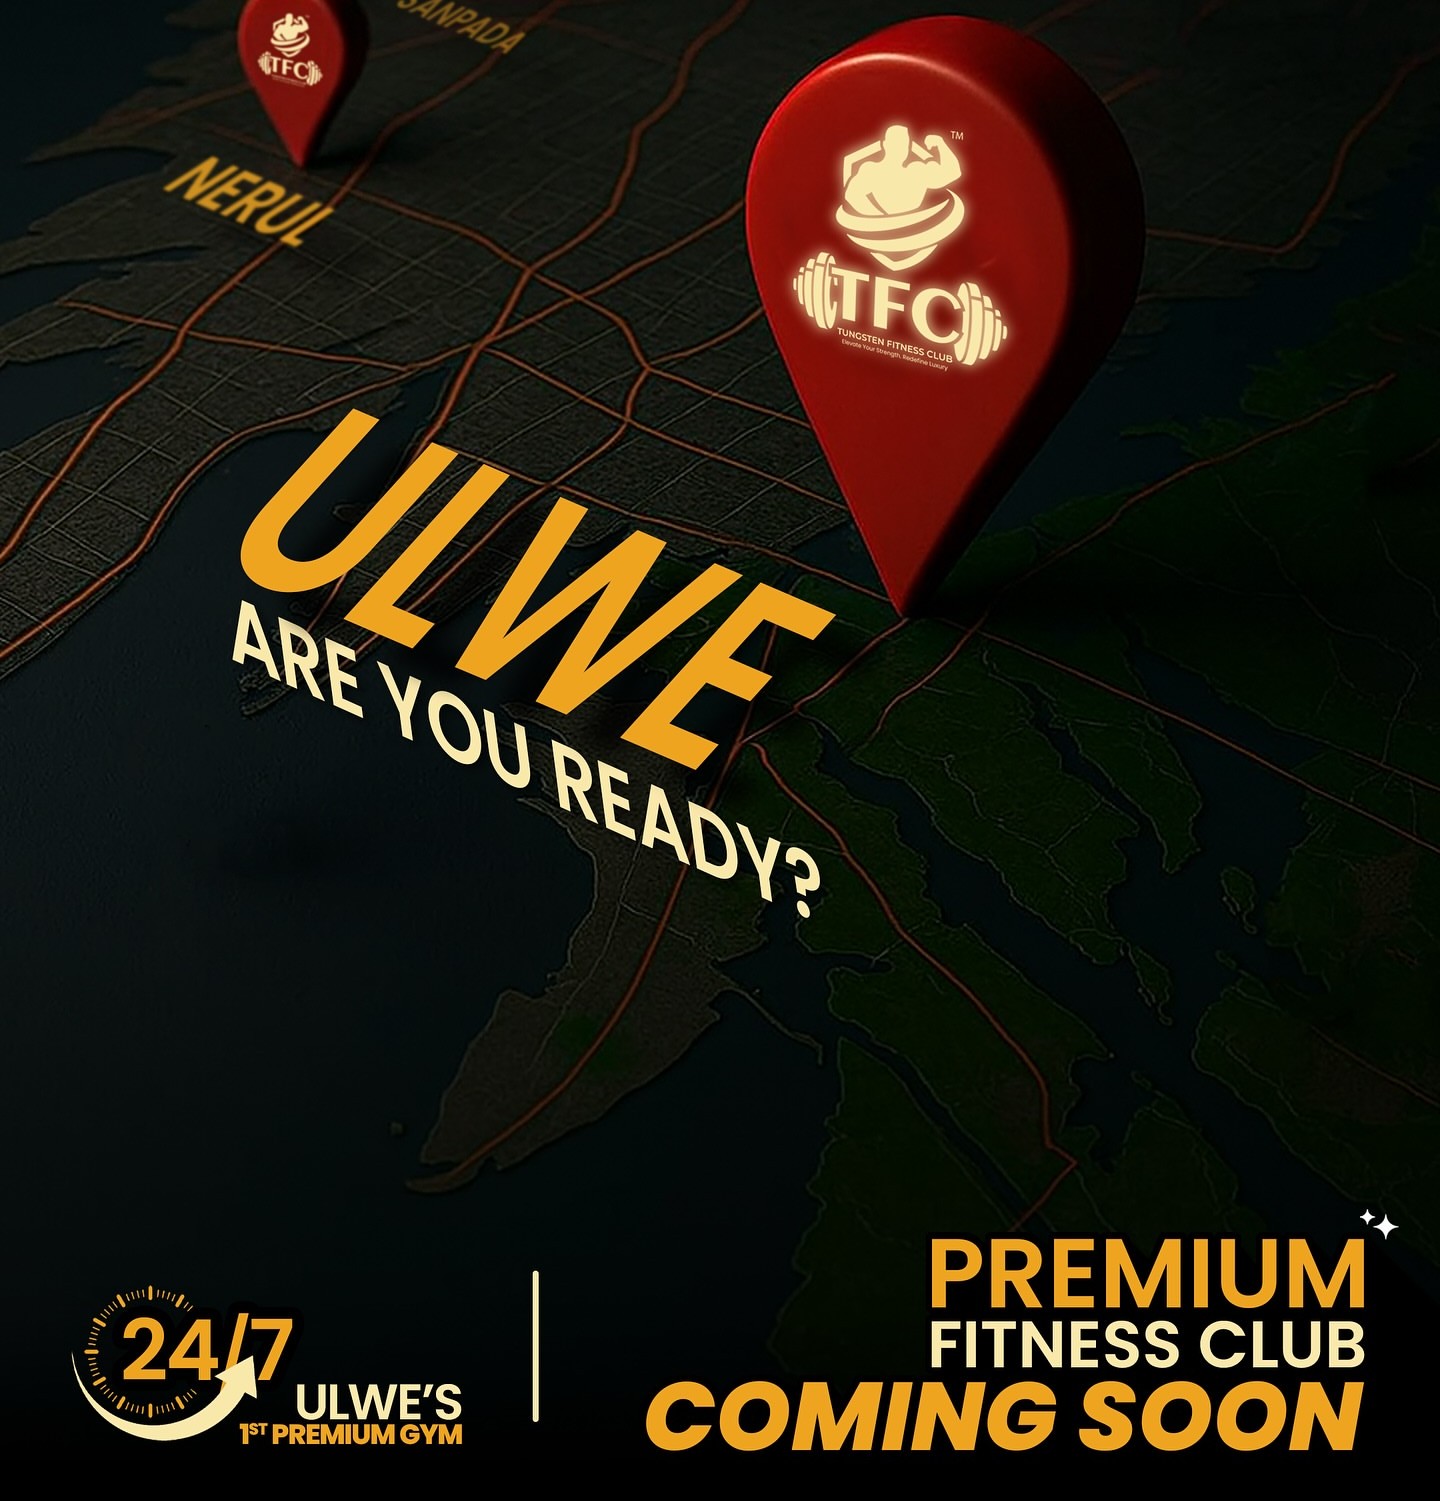 SANPADA
TFC
NERUL
TM
TFC
TUNGSTEN FITNESS CLUB
Elevate Your Strength, Redefine Luxury
ULWE
ARE YOU READY?
24/7
ULWE'S
1ST PREMIUM GYM
PREMIUM
FITNESS CLUB
COMING SOON